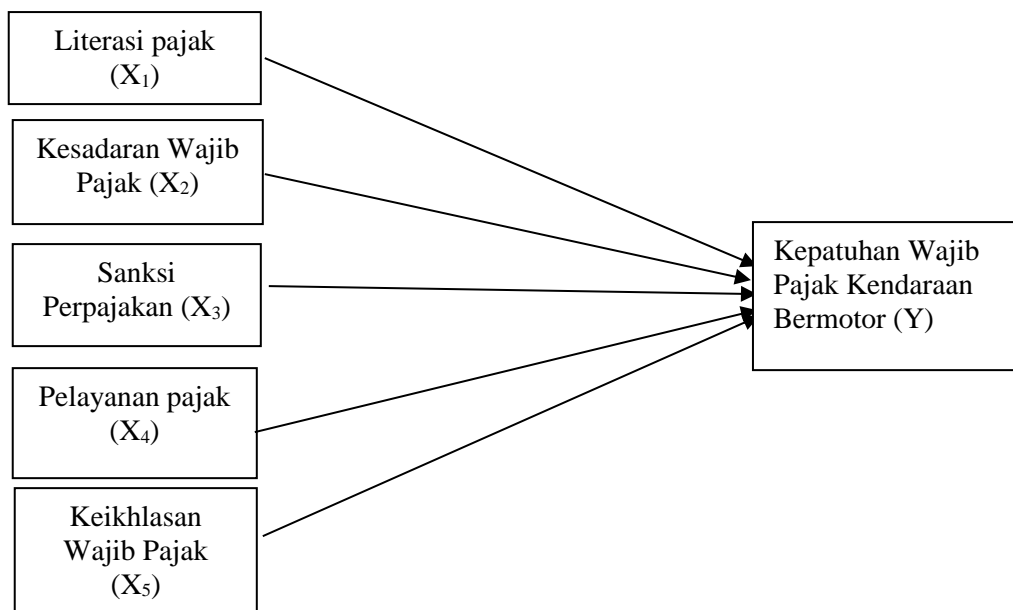 Literasi pajak
(X₁)
Kesadaran Wajib
Pajak (X₂)
Sanksi
Perpajakan (X₃)
Pelayanan pajak
(X₄)
Keikhlasan
Wajib Pajak
(X₅)
Kepatuhan Wajib
Pajak Kendaraan
Bermotor (Y)